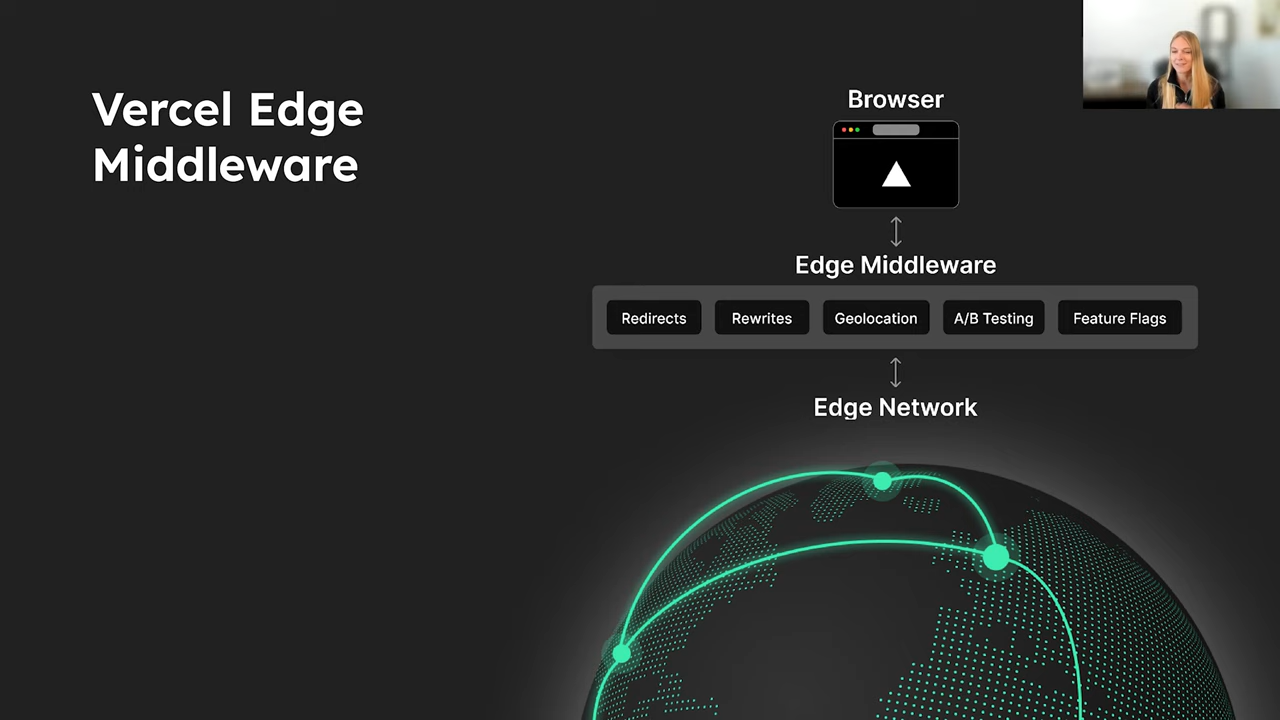 Vercel Edge
Middleware
Browser
Edge Middleware
Redirects
Rewrites
Geolocation
A/B Testing
Feature Flags
Edge Network